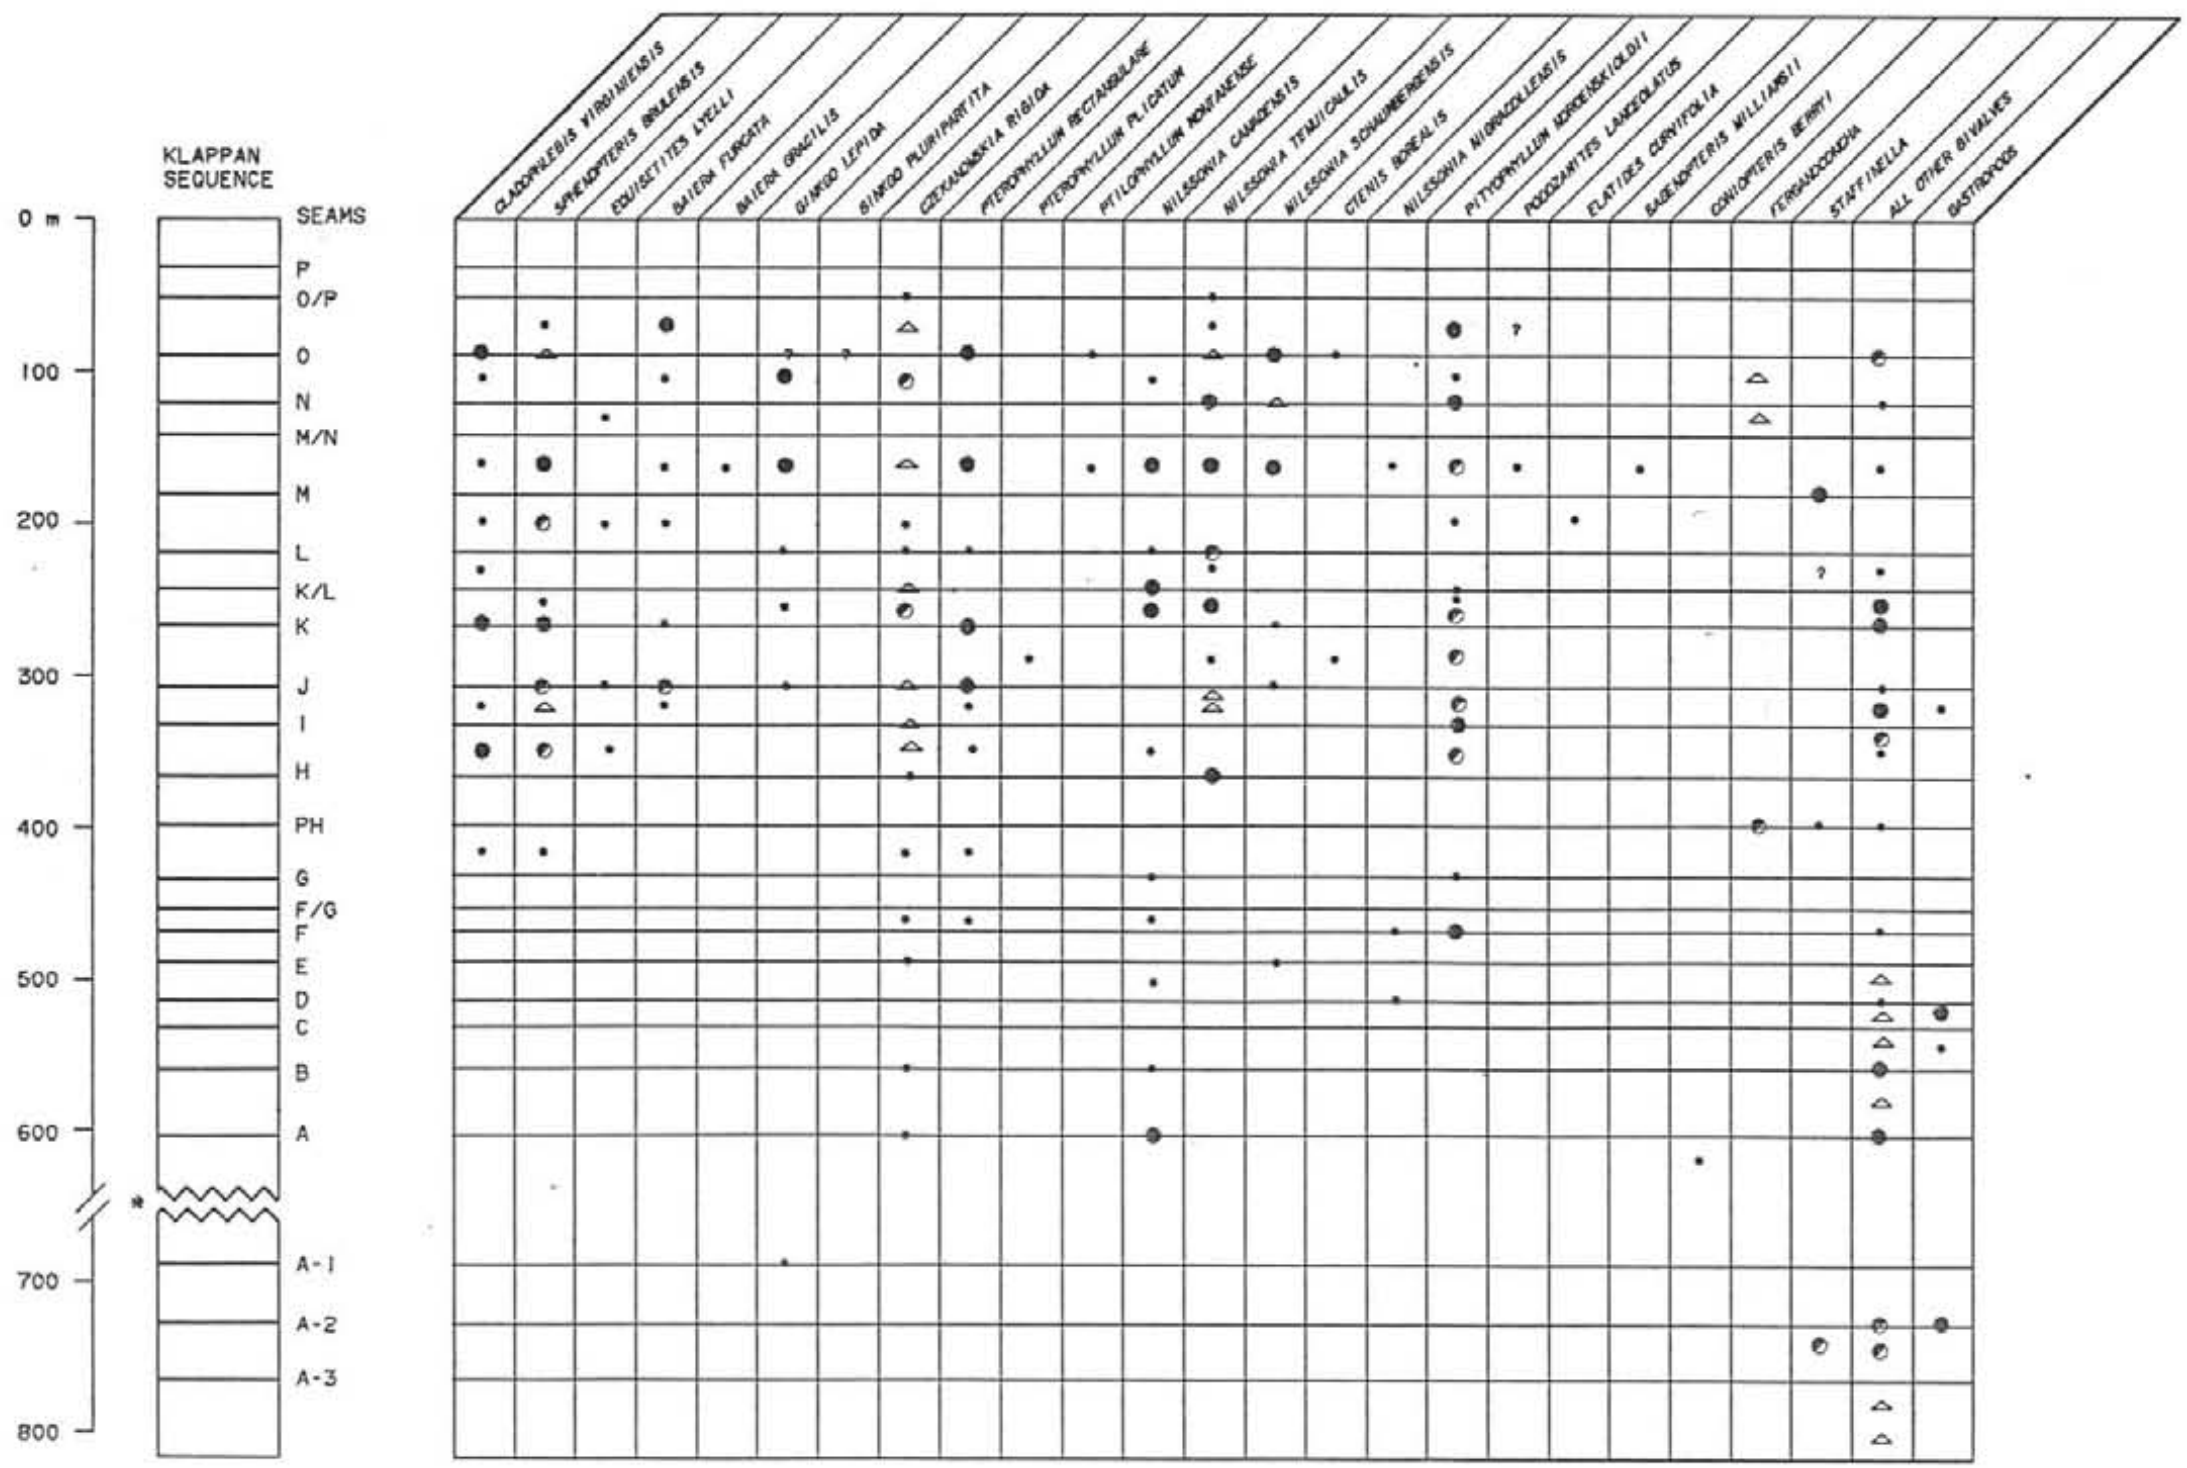 CLADOPHLEBIS VIRGINIENSIS
SPHENOPTERIS BRULENSIS
EQUISETITES LYELLI
BAIERA FURCATA
BAIERA GRACILIS
GINKGO LEPIDA
GINKGO PLURIPARTITA
CZEKANOWSKIA RIGIDA
PTEROPHYLLUM RECTANGULARE
PTEROPHYLLUM PLICATUM
PTILOPHYLLUM MONTANENSE
NILSSONIA CANADENSIS
NILSSONIA TENUICAULIS
NILSSONIA SCHAUMBERGENSIS
CTENIS BOREALIS
NILSSONIA NIGRACOLLENSIS
PITYOPHYLLUM NORDENSKIOLDII
PODOZAMITES LANCEOLATUS
ELATIDES CURVIFOLIA
SAGENOPTERIS WILLIAMSII
CONIOPTERIS BERRYI
FERGANOCONCHA
STAFFINELLA
ALL OTHER BIVALVES
GASTROPODS
KLAPPAN
SEQUENCE
SEAMS
0 m
P
O/P
O
? ?
?
100
N
M/N
M
200
L
?
K/L
K
300
J
I
H
400
PH
G
F/G
F
E
500
D
C
B
600
A
*
A-1
700
A-2
A-3
800